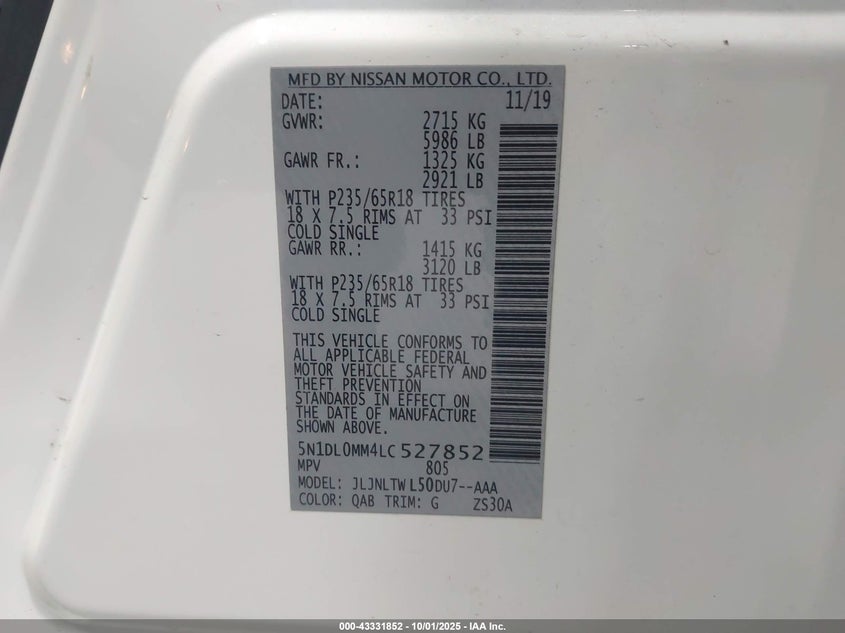 MFD BY NISSAN MOTOR CO., LTD.
DATE: 11/19
GVWR: 2715 KG
5986 LB
GAWR FR.: 1325 KG
2921 LB
WITH P235/65R18 TIRES
18 X 7.5 RIMS AT 33 PSI
COLD SINGLE
GAWR RR.: 1415 KG
3120 LB
WITH P235/65R18 TIRES
18 X 7.5 RIMS AT 33 PSI
COLD SINGLE
THIS VEHICLE CONFORMS TO
ALL APPLICABLE FEDERAL
MOTOR VEHICLE SAFETY AND
THEFT PREVENTION
STANDARDS IN EFFECT ON
THE DATE OF MANUFACTURE
SHOWN ABOVE.
5N1DL0MM4LC527852
MPV 805
MODEL: JLJNLTWL50DU7--AAA
COLOR: QAB TRIM: G ZS30A
000-43331852 - 10/01/2025 - IAA Inc.